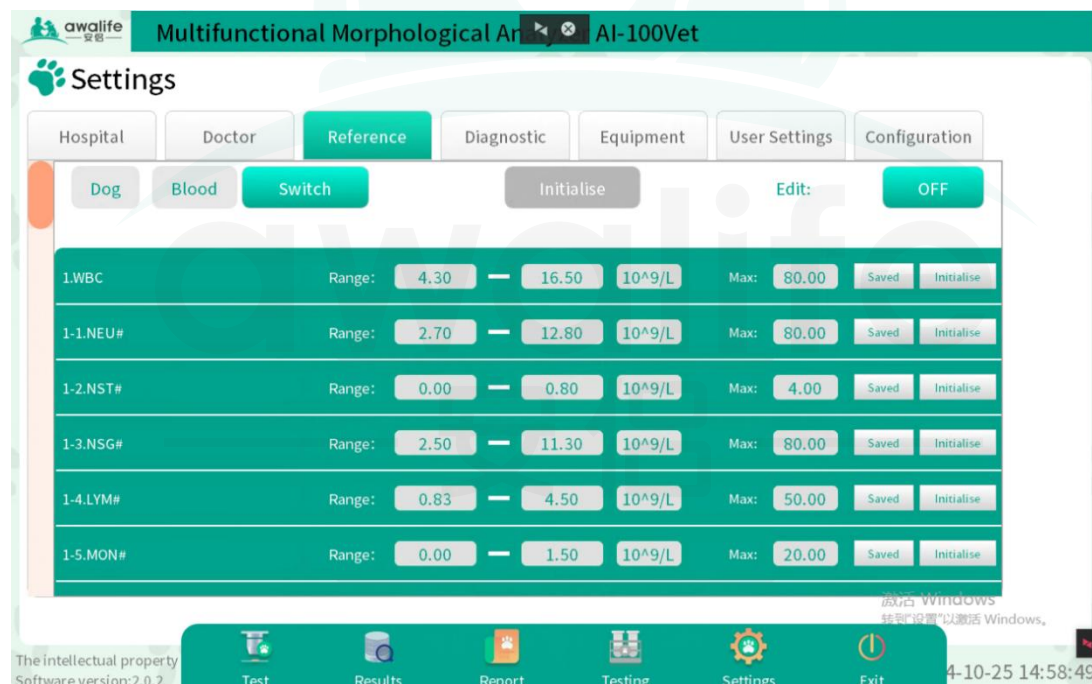 awalife
安侣
Multifunctional Morphological An AI-100Vet
Settings
Hospital Doctor Reference Diagnostic Equipment User Settings Configuration
Dog Blood Switch Initialise Edit: OFF
1.WBC Range: 4.30 — 16.50 10^9/L Max: 80.00 Saved Initialise
1-1.NEU# Range: 2.70 — 12.80 10^9/L Max: 80.00 Saved Initialise
1-2.NST# Range: 0.00 — 0.80 10^9/L Max: 4.00 Saved Initialise
1-3.NSG# Range: 2.50 — 11.30 10^9/L Max: 80.00 Saved Initialise
1-4.LYM# Range: 0.83 — 4.50 10^9/L Max: 50.00 Saved Initialise
1-5.MON# Range: 0.00 — 1.50 10^9/L Max: 20.00 Saved Initialise
激活 Windows
转到"设置"以激活 Windows。
The intellectual property
Software version:2.0.2
Test Results Report Testing Settings Exit
4-10-25 14:58:49
awalife
安侣